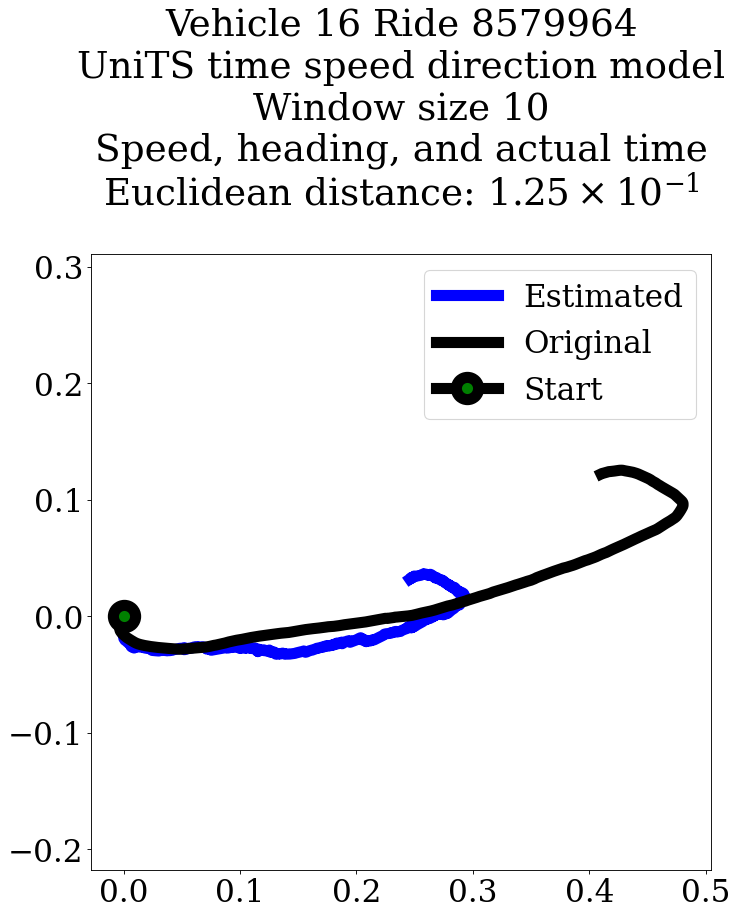 Vehicle 16 Ride 8579964
UniTS time speed direction model
Window size 10
Speed, heading, and actual time
Euclidean distance: 1.25 × 10⁻¹
0.3
0.2
0.1
0.0
−0.1
−0.2
Estimated
Original
Start
0.0 0.1 0.2 0.3 0.4 0.5